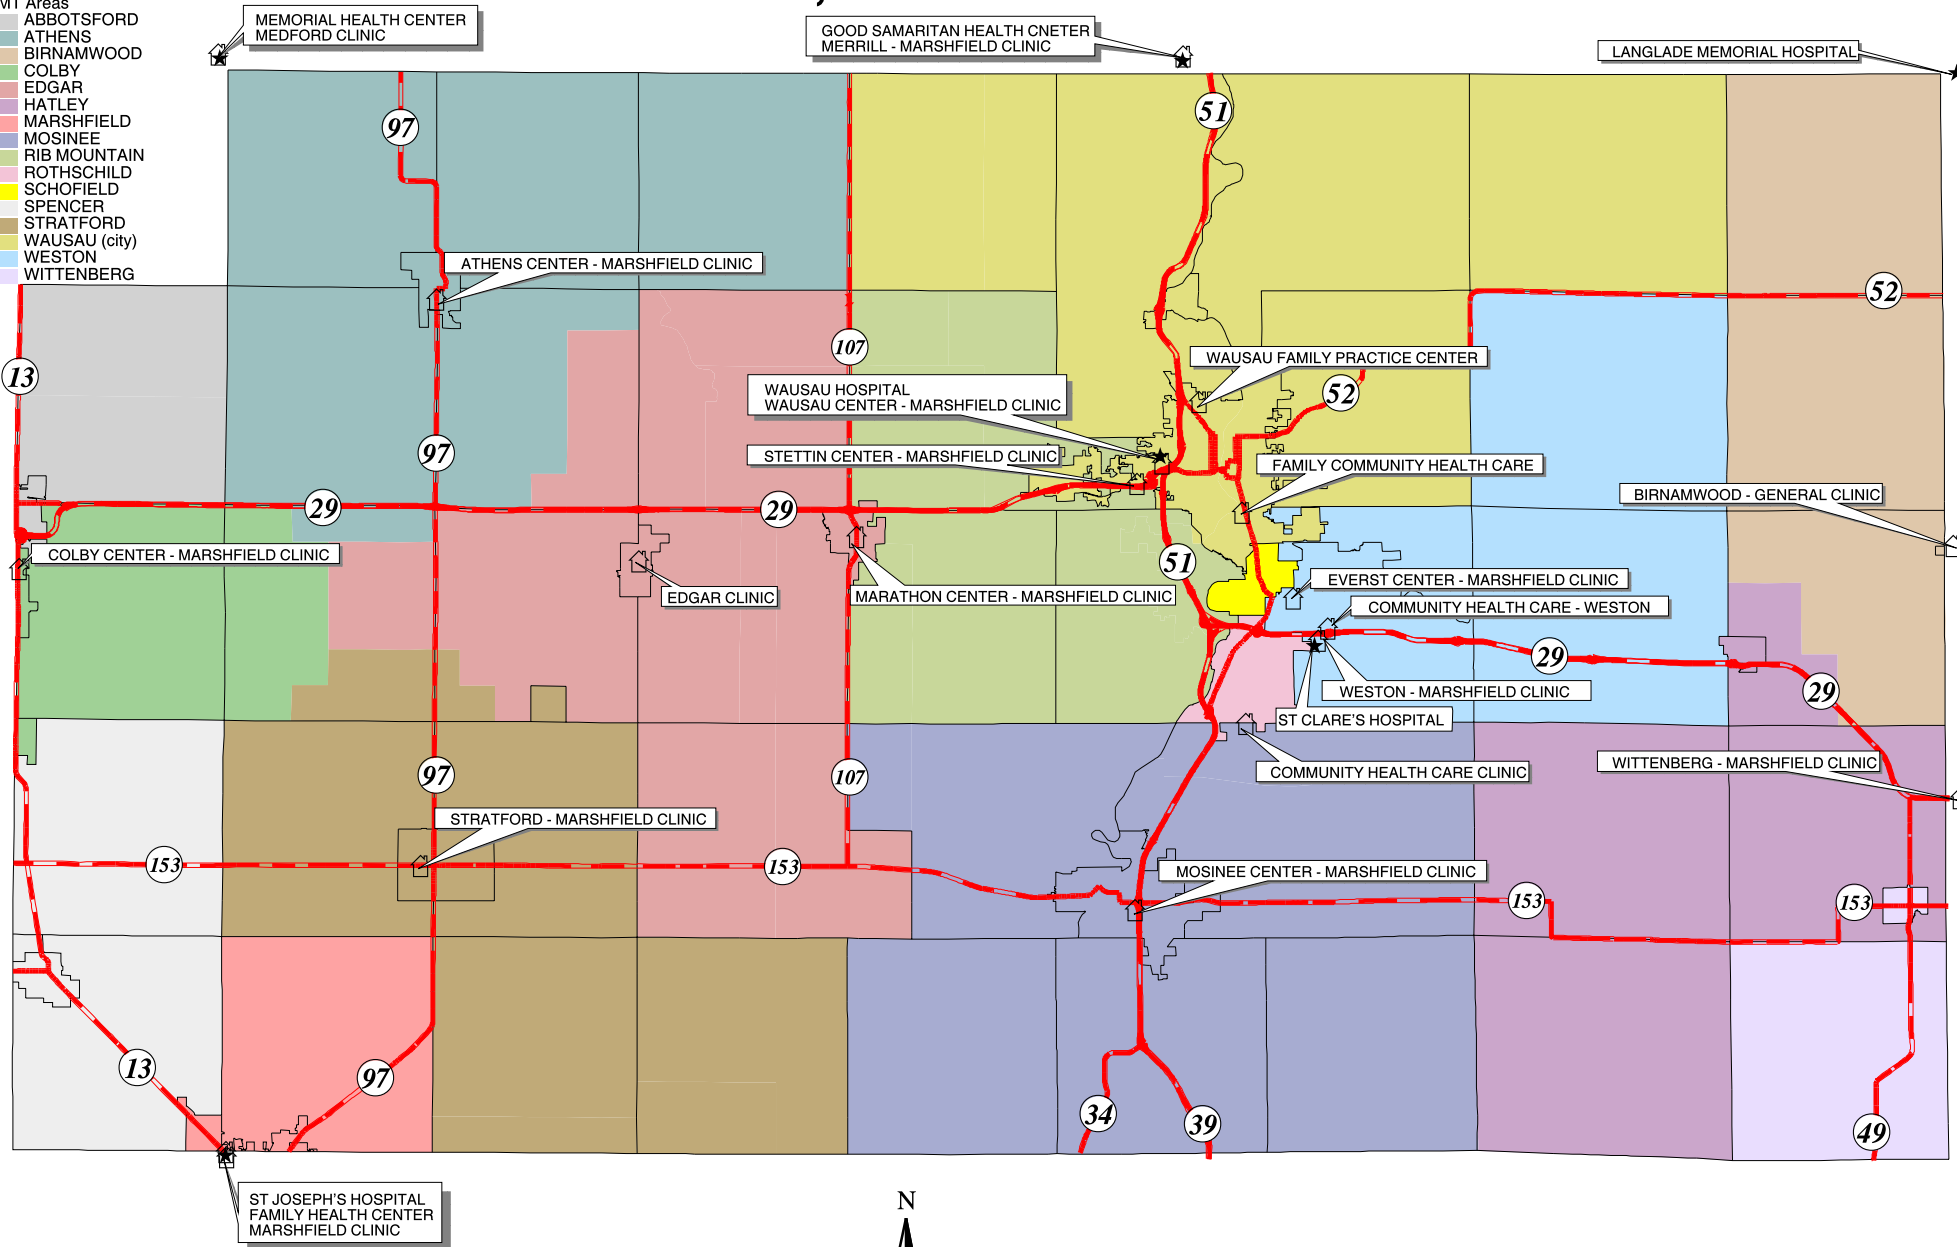 ABBOTSFORD
ATHENS
BIRNAMWOOD
COLBY
EDGAR
HATLEY
MARSHFIELD
MOSINEE
RIB MOUNTAIN
ROTHSCHILD
SCHOFIELD
SPENCER
STRATFORD
WAUSAU (city)
WESTON
WITTENBERG
MEMORIAL HEALTH CENTER
MEDFORD CLINIC
GOOD SAMARITAN HEALTH CNETER
MERRILL - MARSHFIELD CLINIC
LANGLADE MEMORIAL HOSPITAL
97
51
ATHENS CENTER - MARSHFIELD CLINIC
52
13
107
WAUSAU FAMILY PRACTICE CENTER
WAUSAU HOSPITAL
WAUSAU CENTER - MARSHFIELD CLINIC
52
97
STETTIN CENTER - MARSHFIELD CLINIC
FAMILY COMMUNITY HEALTH CARE
BIRNAMWOOD - GENERAL CLINIC
29
29
COLBY CENTER - MARSHFIELD CLINIC
51
EDGAR CLINIC
MARATHON CENTER - MARSHFIELD CLINIC
EVERST CENTER - MARSHFIELD CLINIC
COMMUNITY HEALTH CARE - WESTON
29
29
WESTON - MARSHFIELD CLINIC
ST CLARE'S HOSPITAL
97
107
COMMUNITY HEALTH CARE CLINIC
WITTENBERG - MARSHFIELD CLINIC
STRATFORD - MARSHFIELD CLINIC
153
153
MOSINEE CENTER - MARSHFIELD CLINIC
153
153
13
97
34
39
49
ST JOSEPH'S HOSPITAL
FAMILY HEALTH CENTER
MARSHFIELD CLINIC
N